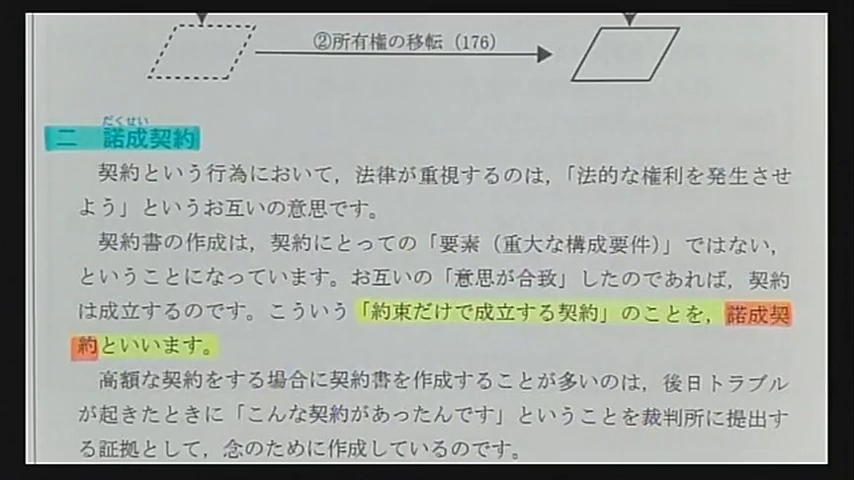 ②所有権の移転（176）
だくせい
二　諾成契約
契約という行為において，法律が重視するのは，「法的な権利を発生させ
よう」というお互いの意思です。
契約書の作成は，契約にとっての「要素（重大な構成要件）」ではない，
ということになっています。お互いの「意思が合致」したのであれば，契約
は成立するのです。こういう「約束だけで成立する契約」のことを，諾成契
約といいます。
高額な契約をする場合に契約書を作成することが多いのは，後日トラブル
が起きたときに「こんな契約があったんです」ということを裁判所に提出す
る証拠として，念のために作成しているのです。